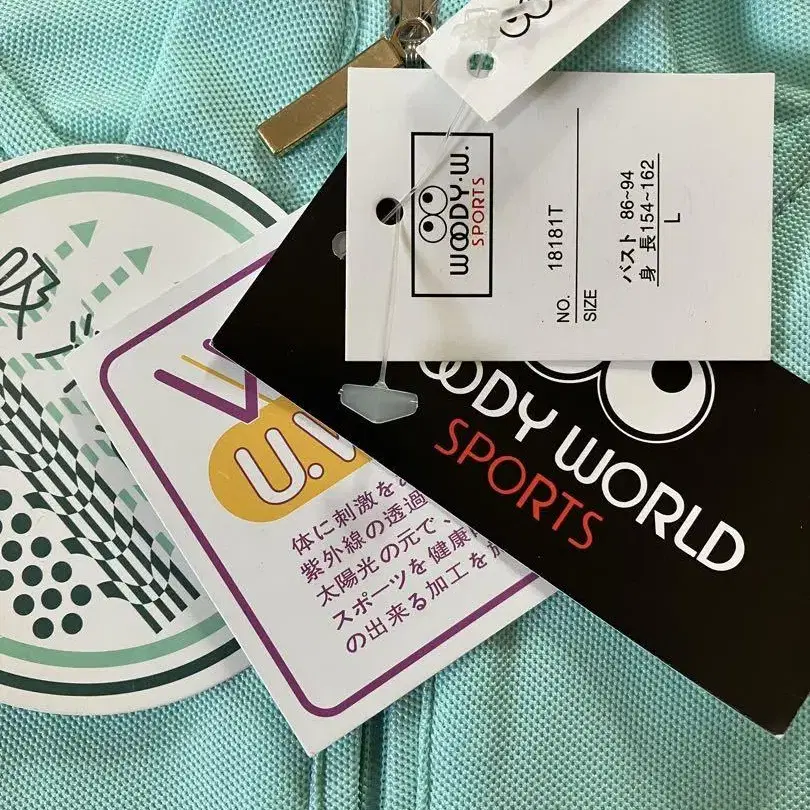 WOODY.W.
SPORTS
NO. 18181T
SIZE
バスト 86~94
身 長154~162
L
WOODY WORLD
SPORTS
U.V
体に刺激を
紫外線の透過
太陽光の元で、
スポーツを健康
の出来る加工を
吸